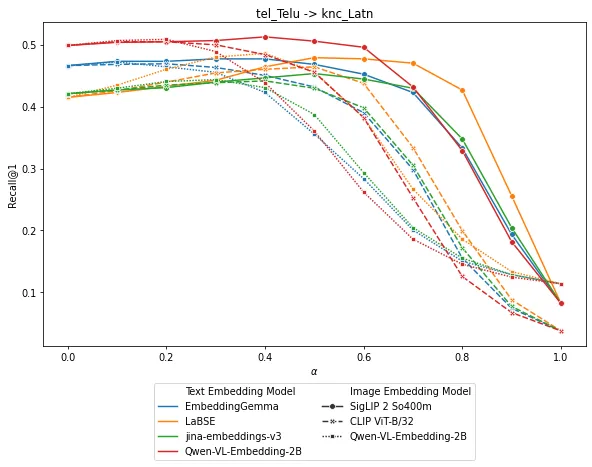 tel_Telu -> knc_Latn
Recall@1
0.5
0.4
0.3
0.2
0.1
0.0 0.2 0.4 0.6 0.8 1.0
α
Text Embedding Model Image Embedding Model
EmbeddingGemma SigLIP 2 So400m
LaBSE CLIP ViT-B/32
jina-embeddings-v3 Qwen-VL-Embedding-2B
Qwen-VL-Embedding-2B